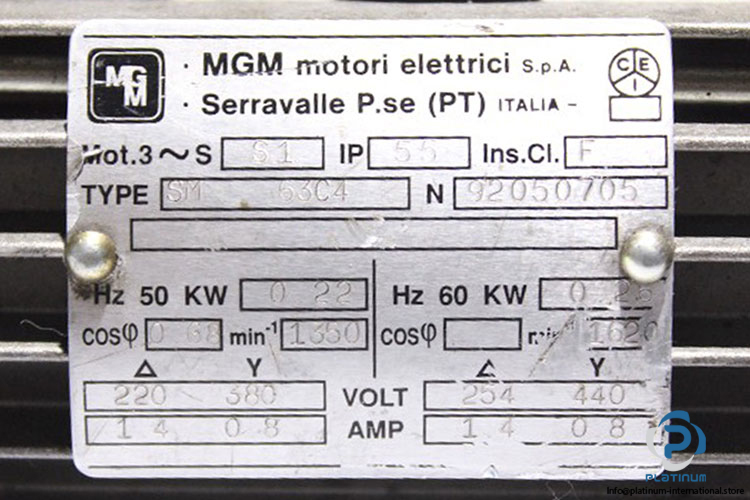 MGM
· MGM motori elettrici S.p.A.
· Serravalle P.se (PT) ITALIA -
C E I
Mot.3 ~ S S1 IP 55 Ins.Cl. F
TYPE SM 63C4 N 92050705
Hz 50 KW 0 22 Hz 60 KW 0 26
cosφ 0 68 min⁻¹ 1350 cosφ min⁻¹ 1620
Δ Y Δ Y
220 380 VOLT 254 440
1 4 0 8 AMP 1 4 0 8
PLATINUM
info@platinum-international.store